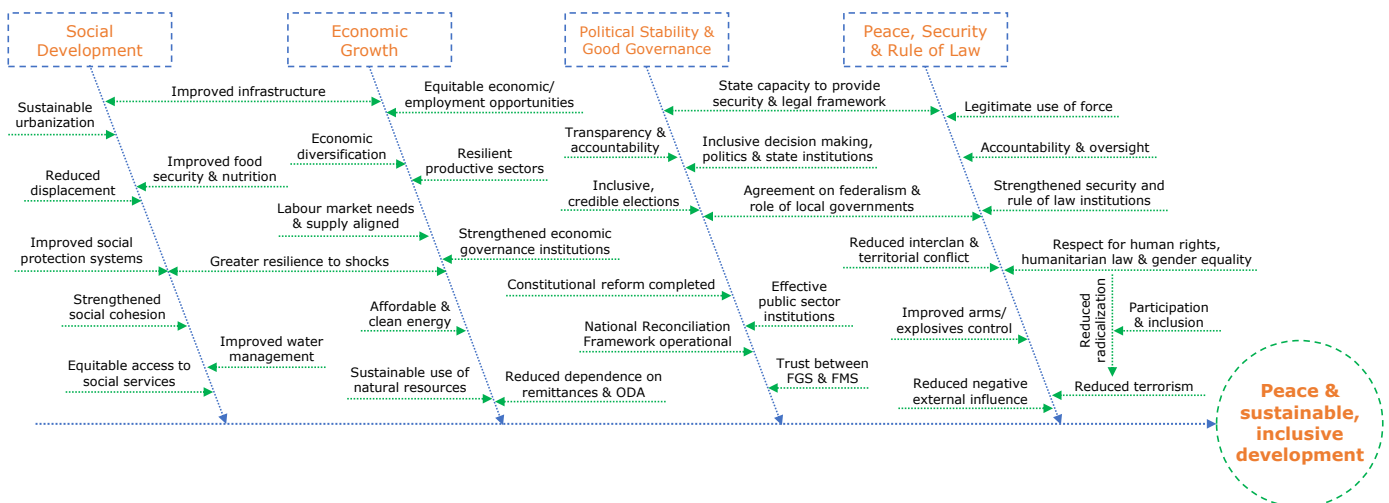 Social
Development
Economic
Growth
Political Stability &
Good Governance
Peace, Security
& Rule of Law
Improved infrastructure
Sustainable
urbanization
Improved food
security & nutrition
Reduced
displacement
Improved social
protection systems
Greater resilience to shocks
Strengthened
social cohesion
Improved water
management
Equitable access to
social services
Equitable economic/
employment opportunities
Economic
diversification
Resilient
productive sectors
Labour market needs
& supply aligned
Strengthened economic
governance institutions
Affordable &
clean energy
Sustainable use of
natural resources
Reduced dependence on
remittances & ODA
State capacity to provide
security & legal framework
Transparency &
accountability
Inclusive decision making,
politics & state institutions
Inclusive,
credible elections
Agreement on federalism &
role of local governments
Constitutional reform completed
Effective
public sector
institutions
National Reconciliation
Framework operational
Trust between
FGS & FMS
Legitimate use of force
Accountability & oversight
Strengthened security and
rule of law institutions
Reduced interclan &
territorial conflict
Respect for human rights,
humanitarian law & gender equality
Improved arms/
explosives control
Reduced
radicalization
Participation
& inclusion
Reduced negative
external influence
Reduced terrorism
Peace &
sustainable,
inclusive
development